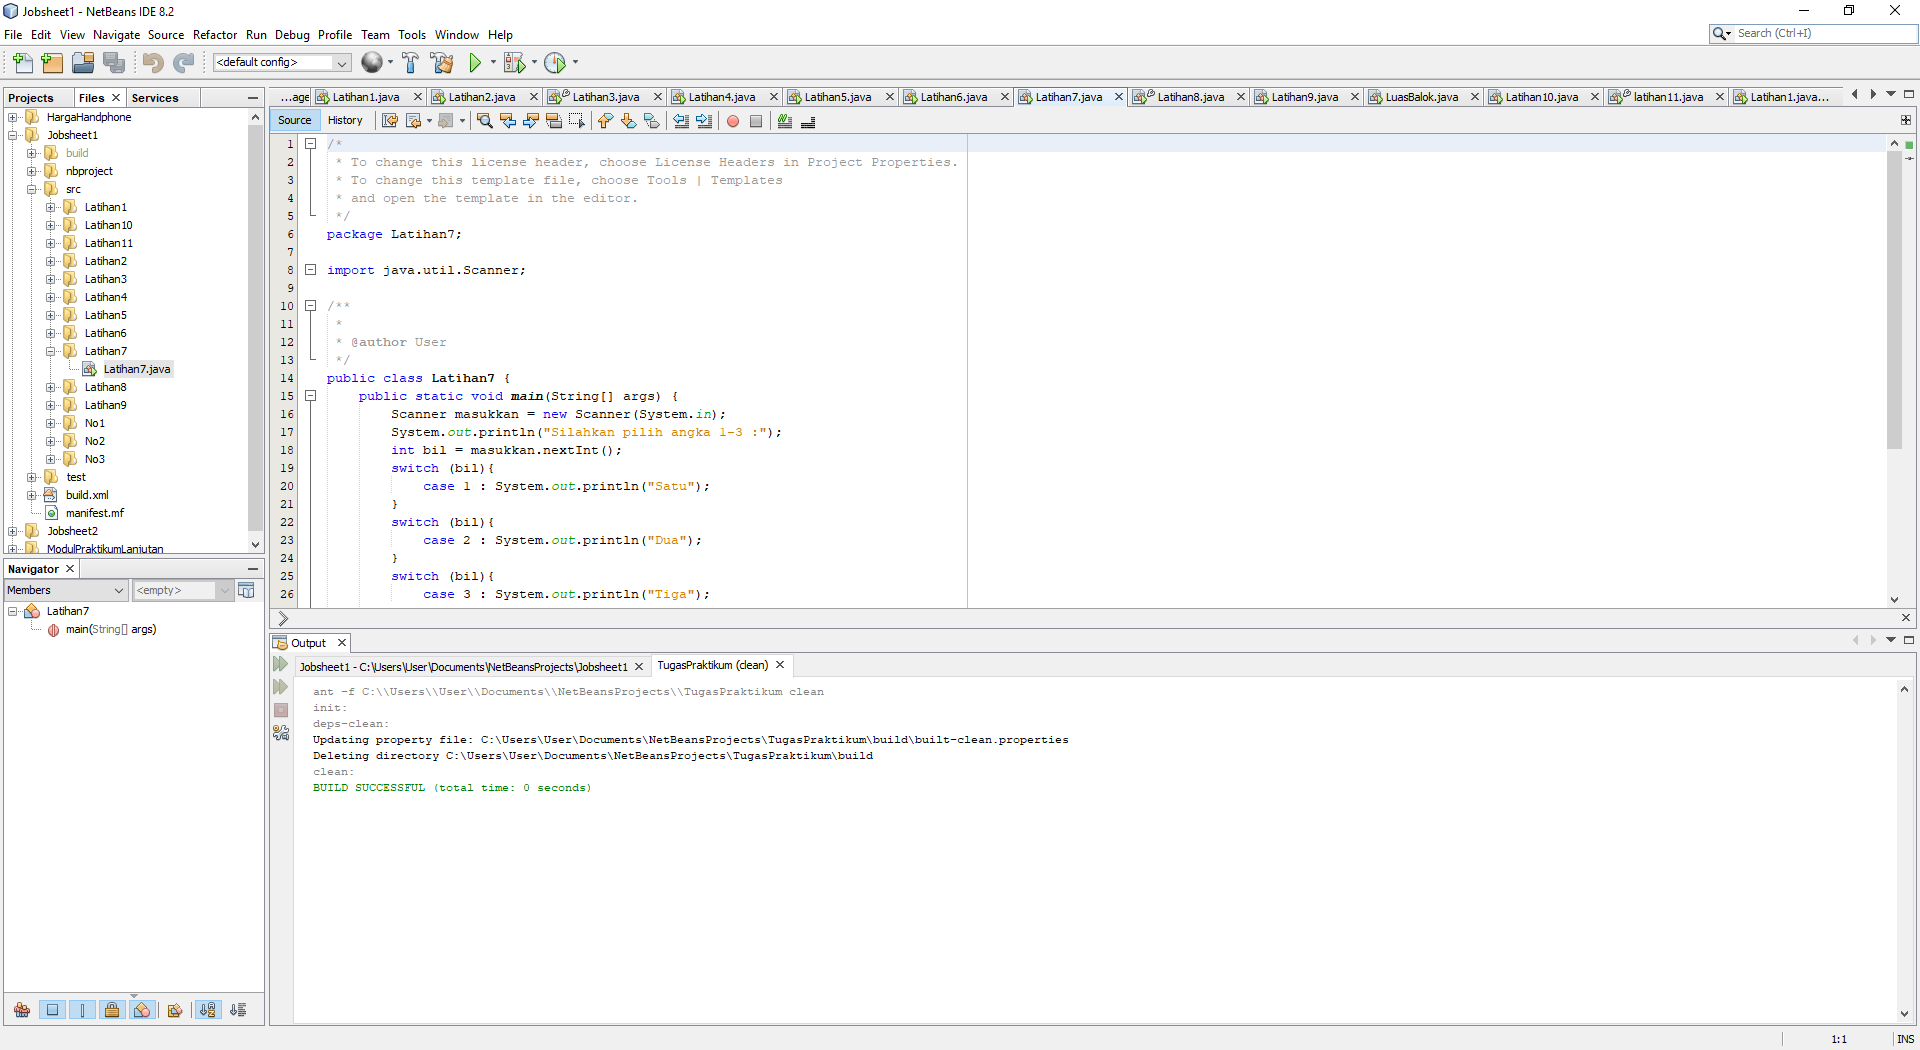 Jobsheet1 - NetBeans IDE 8.2
File Edit View Navigate Source Refactor Run Debug Profile Team Tools Window Help
Search (Ctrl+I)
<default config>
Projects Files Services
...age Latihan1.java Latihan2.java Latihan3.java Latihan4.java Latihan5.java Latihan6.java Latihan7.java Latihan8.java Latihan9.java LuasBalok.java Latihan10.java latihan11.java Latihan1.java...
Source History
HargaHandphone
Jobsheet1
build
nbproject
src
Latihan1
Latihan10
Latihan11
Latihan2
Latihan3
Latihan4
Latihan5
Latihan6
Latihan7
Latihan7.java
Latihan8
Latihan9
No1
No2
No3
test
build.xml
manifest.mf
Jobsheet2
ModulPraktikumLanjutan
1 /*
2 * To change this license header, choose License Headers in Project Properties.
3 * To change this template file, choose Tools | Templates
4 * and open the template in the editor.
5 */
6 package Latihan7;
7
8 import java.util.Scanner;
9
10 /**
11 *
12 * @author User
13 */
14 public class Latihan7 {
15 public static void main(String[] args) {
16 Scanner masukkan = new Scanner(System.in);
17 System.out.println("Silahkan pilih angka 1-3 :");
18 int bil = masukkan.nextInt();
19 switch (bil){
20 case 1 : System.out.println("Satu");
21 }
22 switch (bil){
23 case 2 : System.out.println("Dua");
24 }
25 switch (bil){
26 case 3 : System.out.println("Tiga");
Navigator
Members <empty>
Latihan7
main(String[] args)
Output
Jobsheet1 - C:\Users\User\Documents\NetBeansProjects\Jobsheet1 TugasPraktikum (clean)
ant -f C:\\Users\\User\\Documents\\NetBeansProjects\\TugasPraktikum clean
init:
deps-clean:
Updating property file: C:\Users\User\Documents\NetBeansProjects\TugasPraktikum\build\built-clean.properties
Deleting directory C:\Users\User\Documents\NetBeansProjects\TugasPraktikum\build
clean:
BUILD SUCCESSFUL (total time: 0 seconds)
1:1 INS